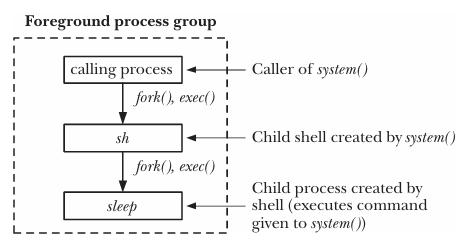 Foreground process group
calling process
Caller of system()
fork(), exec()
sh
Child shell created by system()
fork(), exec()
sleep
Child process created by
shell (executes command
given to system())